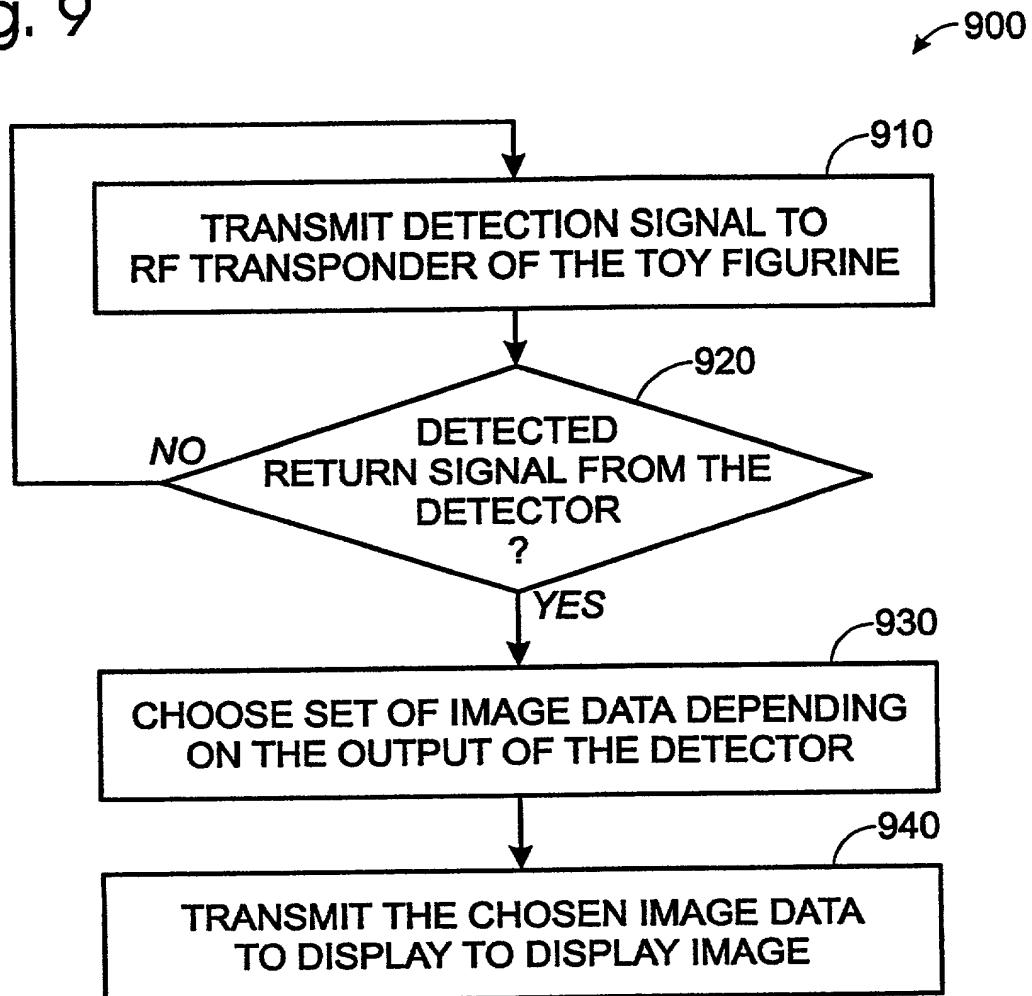 g. 9
900
910
TRANSMIT DETECTION SIGNAL TO
RF TRANSPONDER OF THE TOY FIGURINE
920
DETECTED
RETURN SIGNAL FROM THE
DETECTOR
?
NO
YES
930
CHOOSE SET OF IMAGE DATA DEPENDING
ON THE OUTPUT OF THE DETECTOR
940
TRANSMIT THE CHOSEN IMAGE DATA
TO DISPLAY TO DISPLAY IMAGE